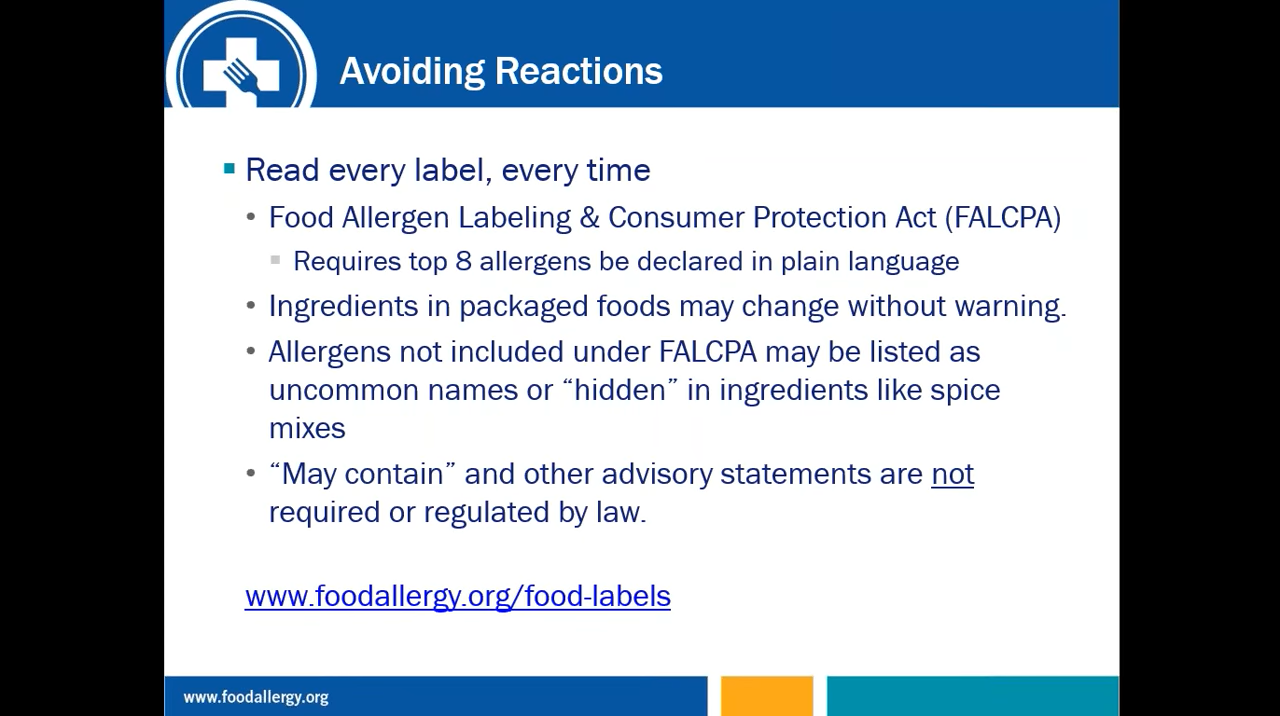 Avoiding Reactions
Read every label, every time
Food Allergen Labeling & Consumer Protection Act (FALCPA)
Requires top 8 allergens be declared in plain language
Ingredients in packaged foods may change without warning.
Allergens not included under FALCPA may be listed as
uncommon names or “hidden” in ingredients like spice
mixes
“May contain” and other advisory statements are not
required or regulated by law.
www.foodallergy.org/food-labels
www.foodallergy.org